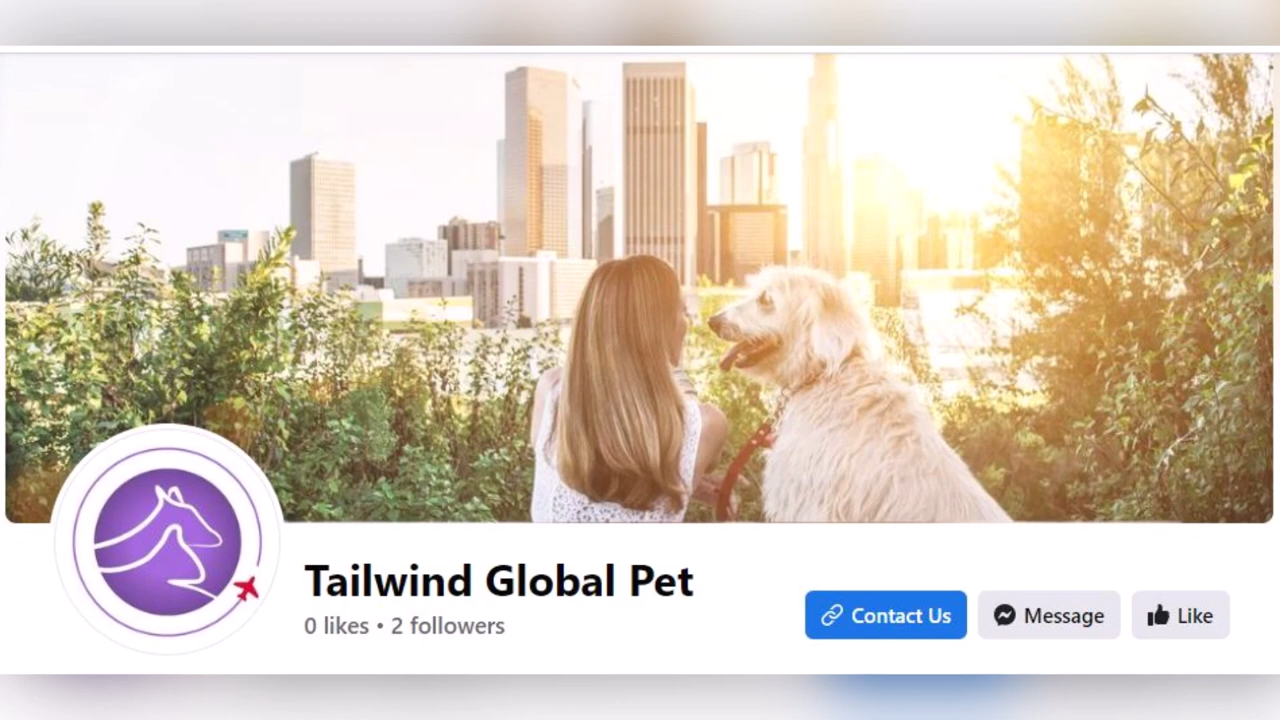 Tailwind Global Pet
0 likes • 2 followers
Contact Us
Message
Like